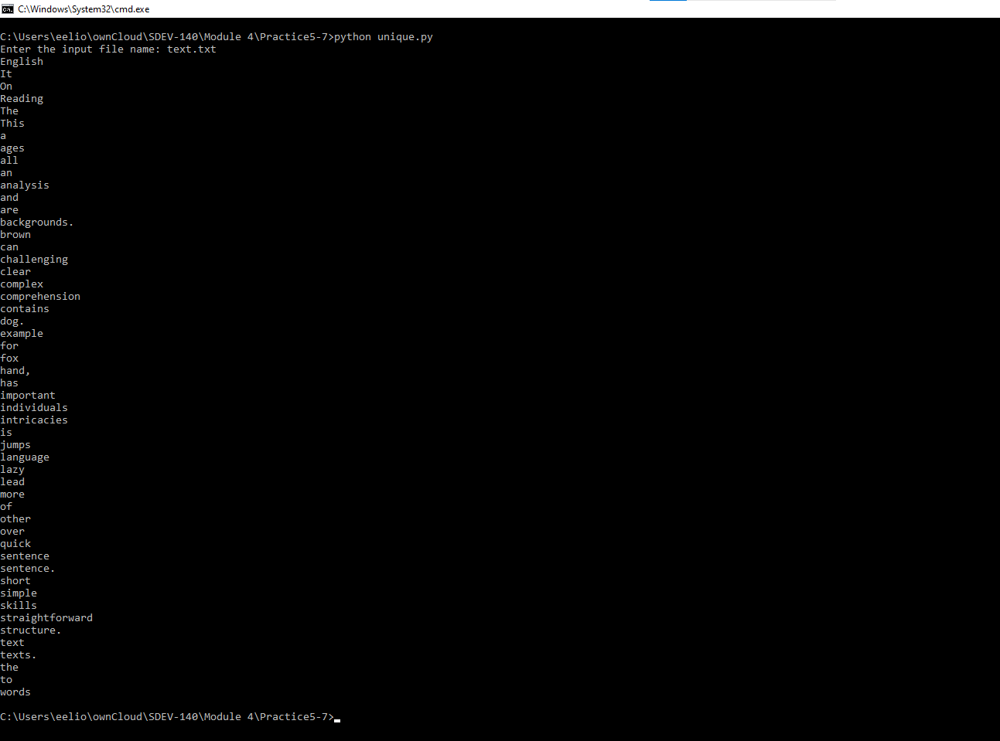 C:\Windows\System32\cmd.exe
C:\Users\eelio\ownCloud\SDEV-140\Module 4\Practice5-7>python unique.py
Enter the input file name: text.txt
English
It
On
Reading
The
This
a
ages
all
an
analysis
and
are
backgrounds.
brown
can
challenging
clear
complex
comprehension
contains
dog.
example
for
fox
hand,
has
important
individuals
intricacies
is
jumps
language
lazy
lead
more
of
other
over
quick
sentence
sentence.
short
simple
skills
straightforward
structure.
text
texts.
the
to
words
C:\Users\eelio\ownCloud\SDEV-140\Module 4\Practice5-7>